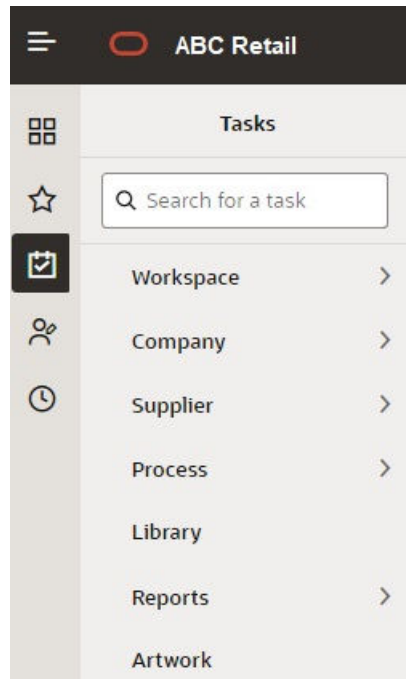 ABC Retail
Tasks
Search for a task
Workspace
Company
Supplier
Process
Library
Reports
Artwork